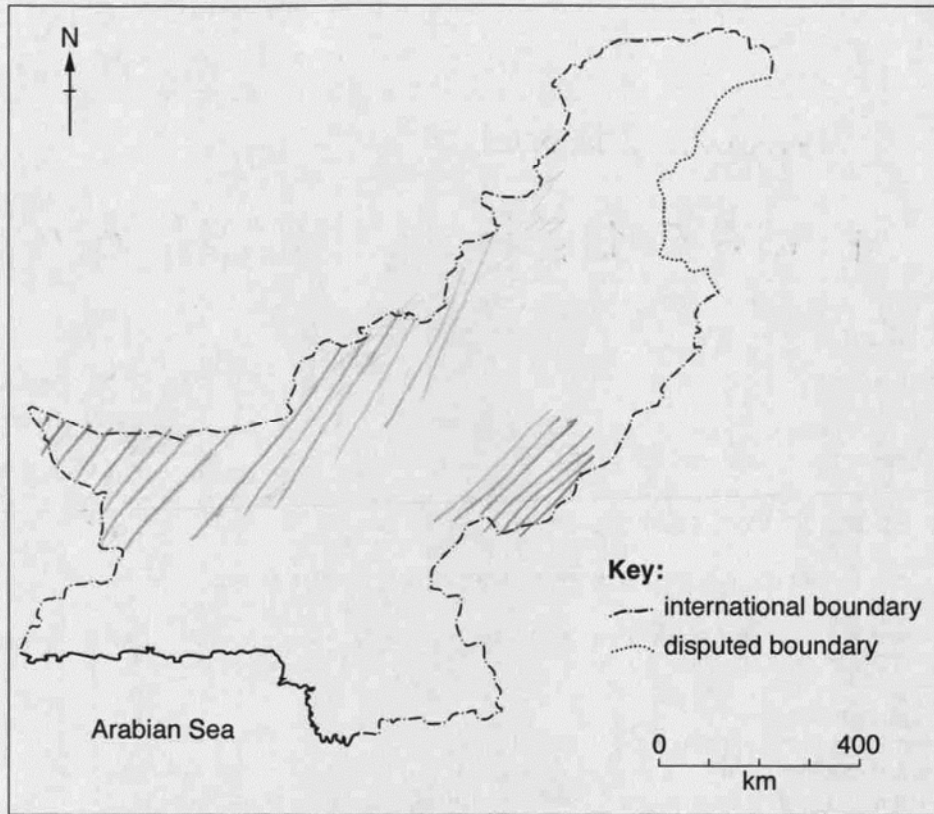 N
Key:
international boundary
disputed boundary
Arabian Sea
0 400
km